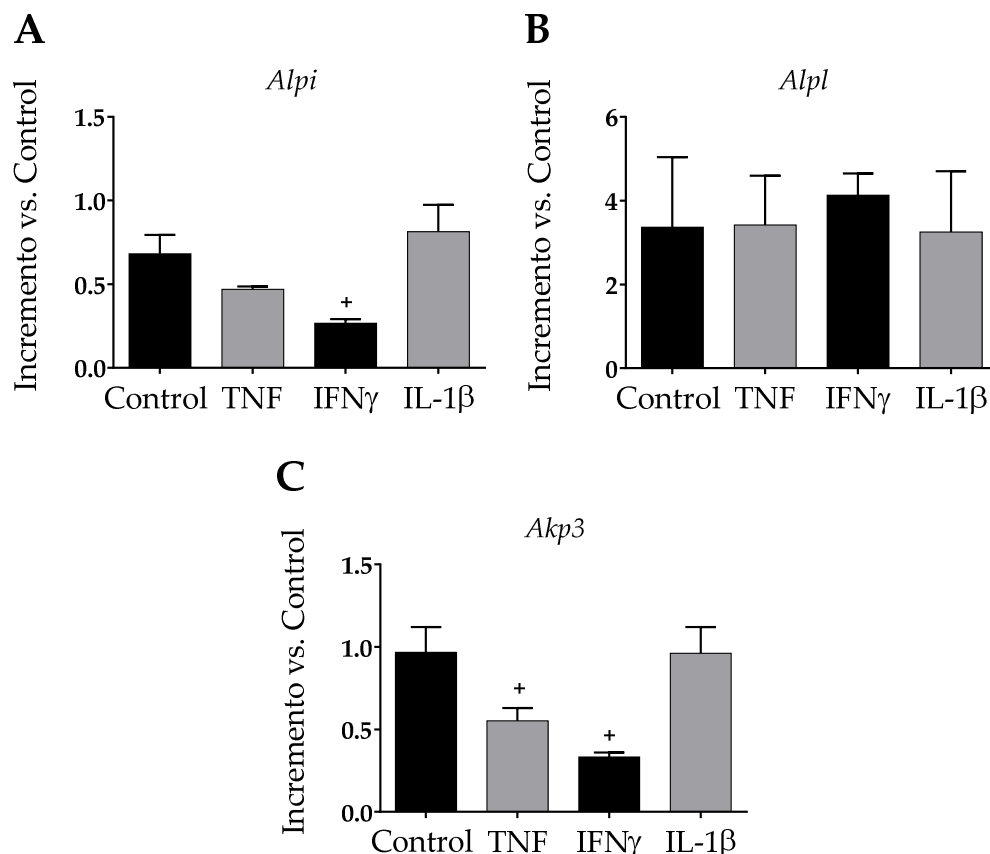 A
Alpi
Incremento vs. Control
1.5
1.0
0.5
0.0
+
Control TNF IFNγ IL-1β
B
Alpl
Incremento vs. Control
6
4
2
0
Control TNF IFNγ IL-1β
C
Akp3
Incremento vs. Control
1.5
1.0
0.5
0.0
+
+
Control TNF IFNγ IL-1β